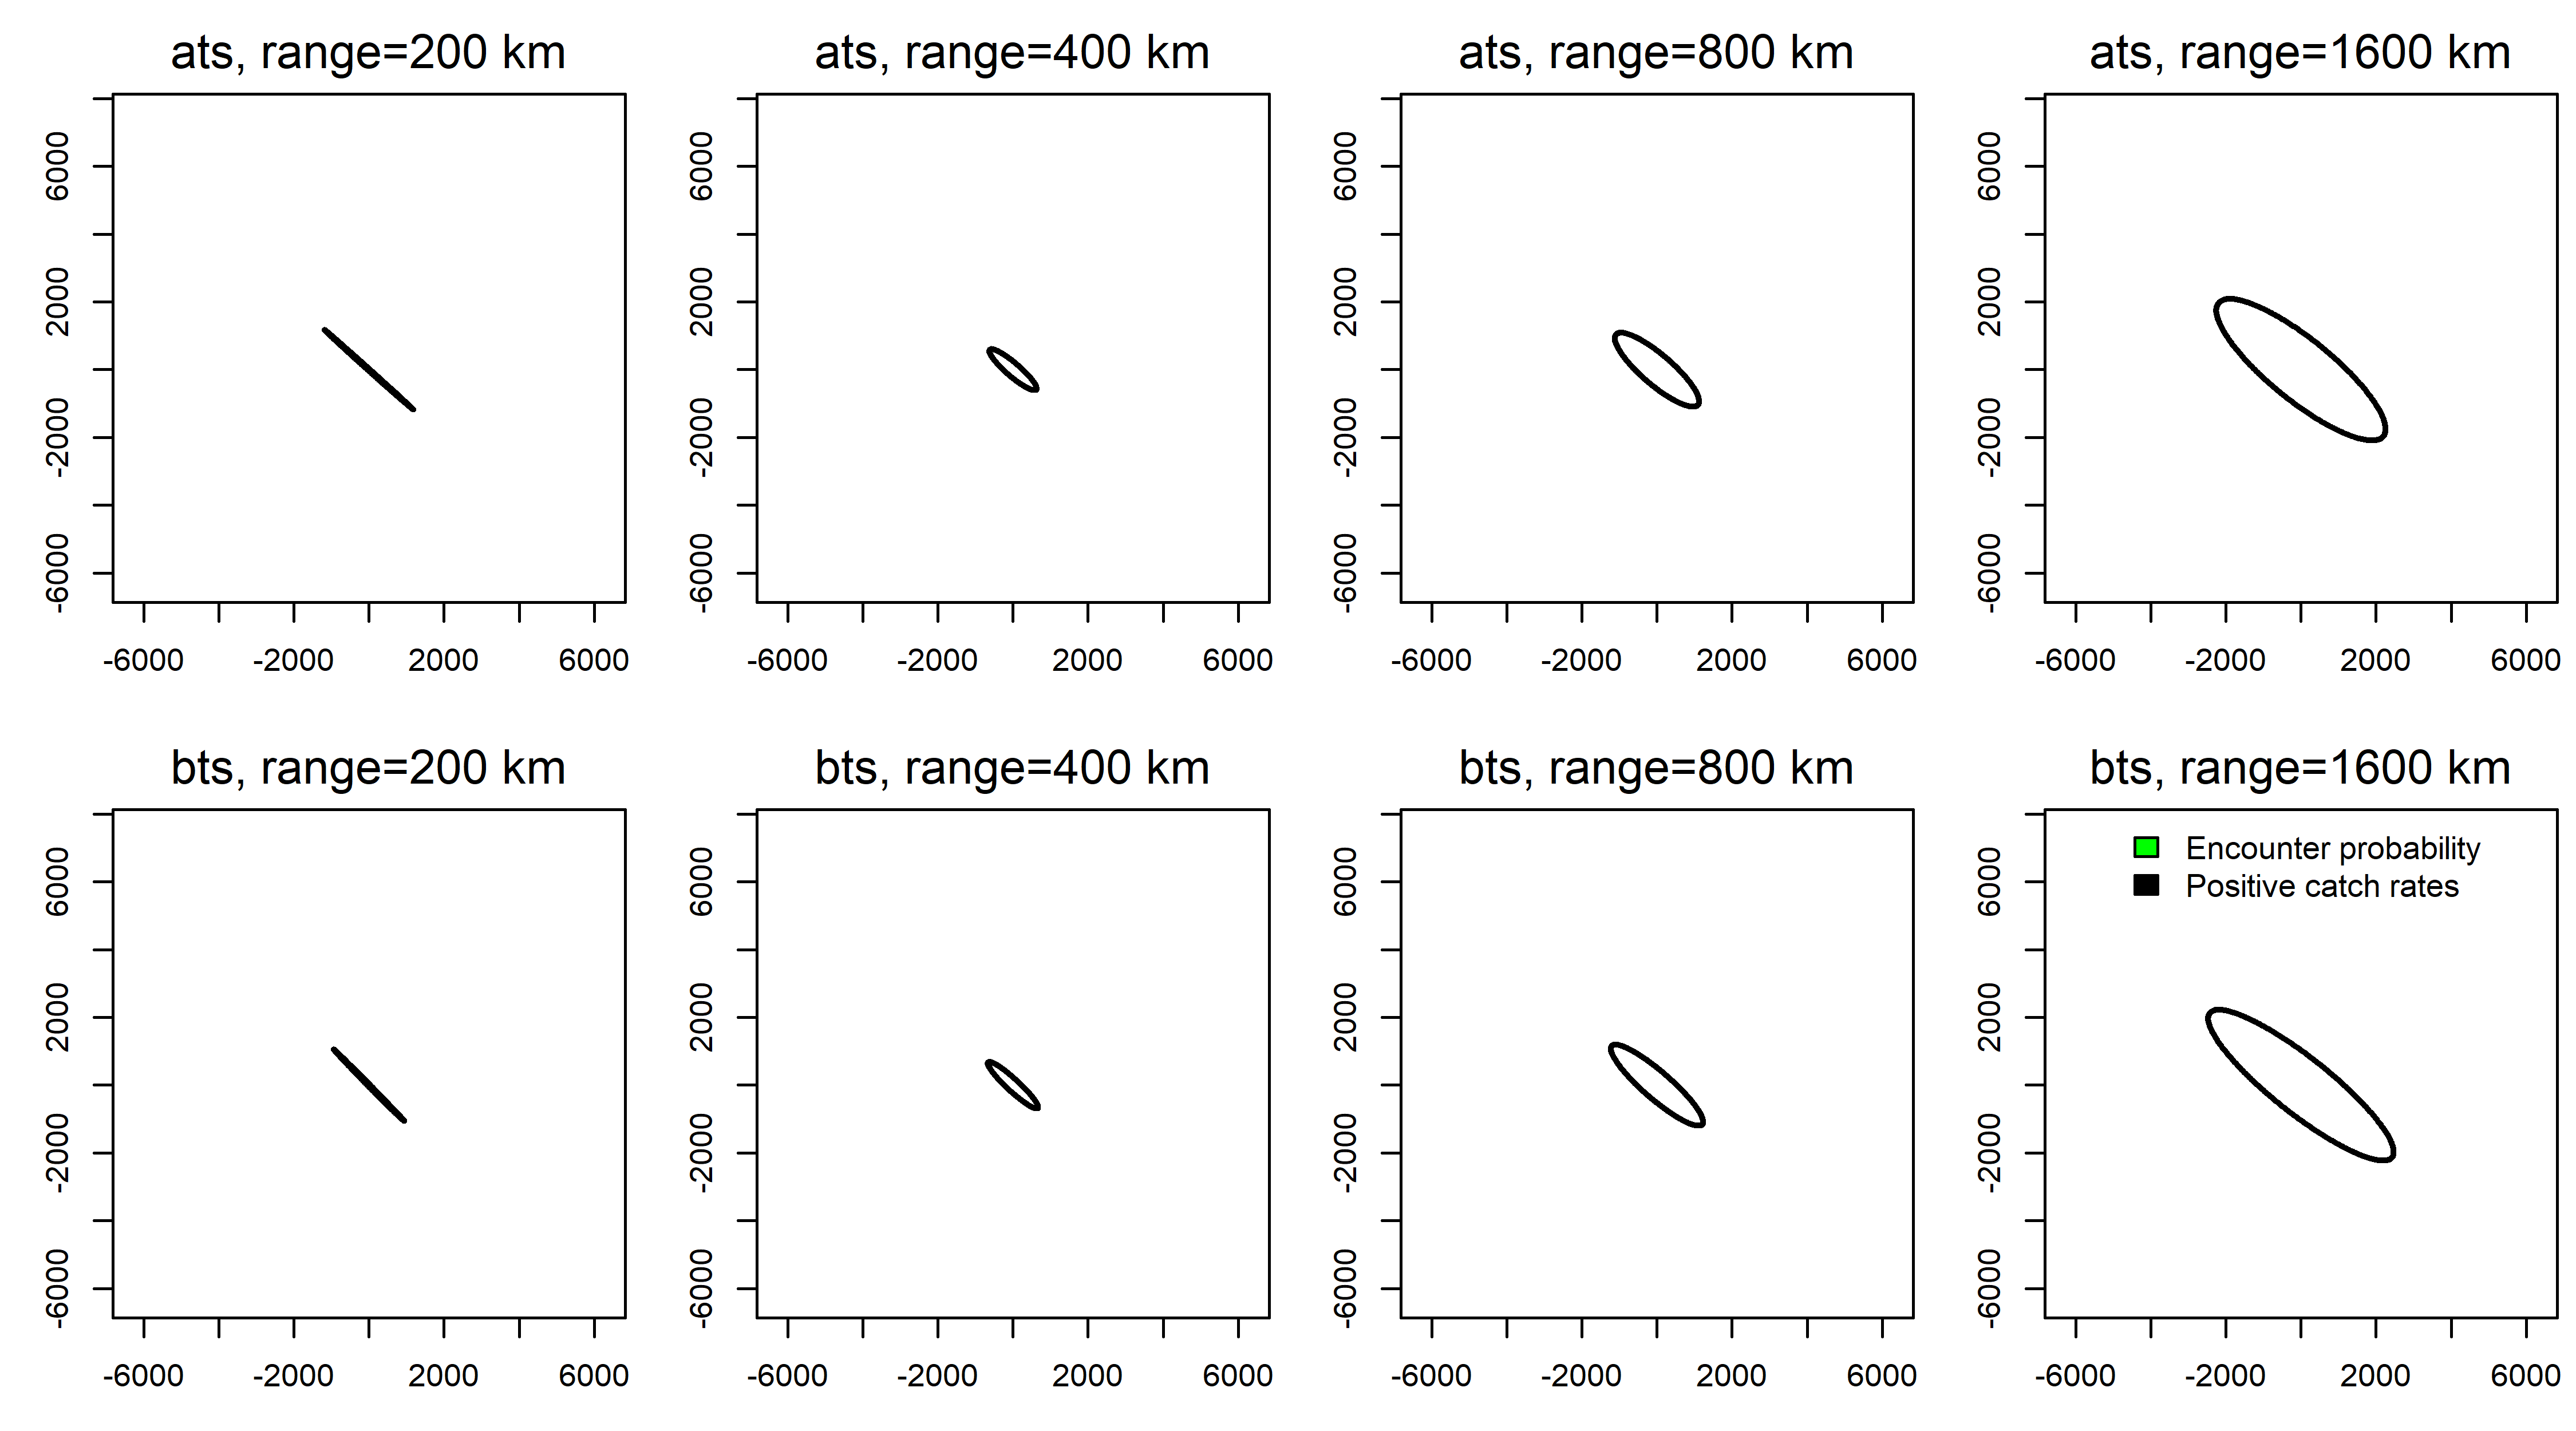 ats, range=200 km
ats, range=400 km
ats, range=800 km
ats, range=1600 km
6000
2000
-2000
-6000
6000
2000
-2000
-6000
6000
2000
-2000
-6000
6000
2000
-2000
-6000
-6000 -2000 2000 6000
-6000 -2000 2000 6000
-6000 -2000 2000 6000
-6000 -2000 2000 6000
bts, range=200 km
bts, range=400 km
bts, range=800 km
bts, range=1600 km
Encounter probability
Positive catch rates
6000
2000
-2000
-6000
6000
2000
-2000
-6000
6000
2000
-2000
-6000
6000
2000
-2000
-6000
-6000 -2000 2000 6000
-6000 -2000 2000 6000
-6000 -2000 2000 6000
-6000 -2000 2000 6000